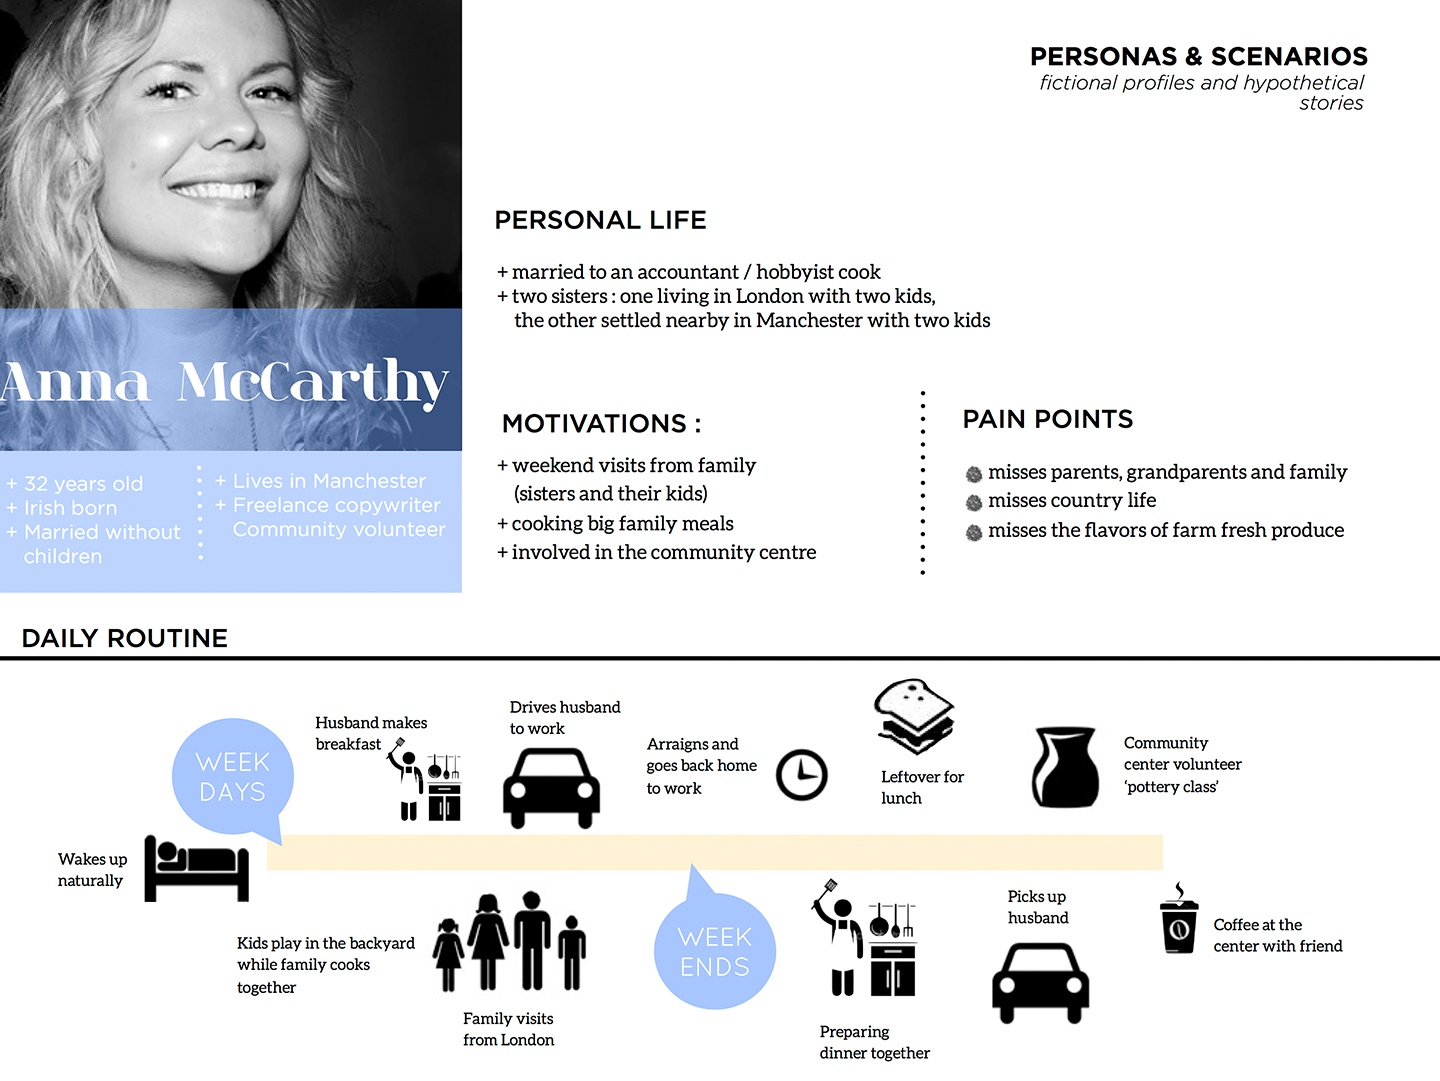 PERSONAS & SCENARIOS
fictional profiles and hypothetical
stories
Anna McCarthy
+ 32 years old
+ Irish born
+ Married without
children
+ Lives in Manchester
+ Freelance copywriter
Community volunteer
PERSONAL LIFE
+ married to an accountant / hobbyist cook
+ two sisters : one living in London with two kids,
the other settled nearby in Manchester with two kids
MOTIVATIONS :
+ weekend visits from family
(sisters and their kids)
+ cooking big family meals
+ involved in the community centre
PAIN POINTS
misses parents, grandparents and family
misses country life
misses the flavors of farm fresh produce
DAILY ROUTINE
WEEK
DAYS
Wakes up
naturally
Husband makes
breakfast
Drives husband
to work
Arraigns and
goes back home
to work
Leftover for
lunch
Community
center volunteer
‘pottery class’
Coffee at the
center with friend
Picks up
husband
Preparing
dinner together
WEEK
ENDS
Family visits
from London
Kids play in the backyard
while family cooks
together